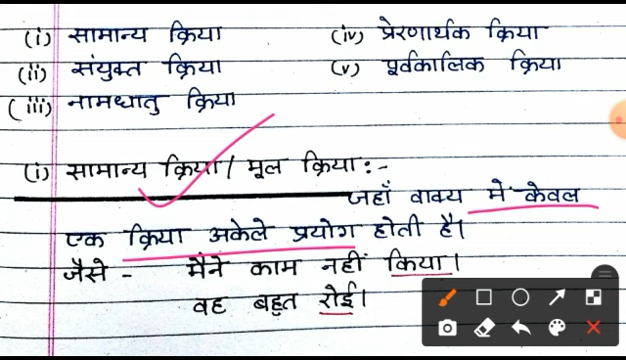 (i) सामान्य क्रिया (iv) प्रेरणार्थक क्रिया
(ii) संयुक्त क्रिया (v) पूर्वकालिक क्रिया
(iii) नामधातु क्रिया
(i) सामान्य क्रिया / मूल क्रिया :-
जहाँ वाक्य मे केवल
एक क्रिया अकेले प्रयोग होती है।
जैसे - मैने काम नहीं किया।
वह बहुत रोई।